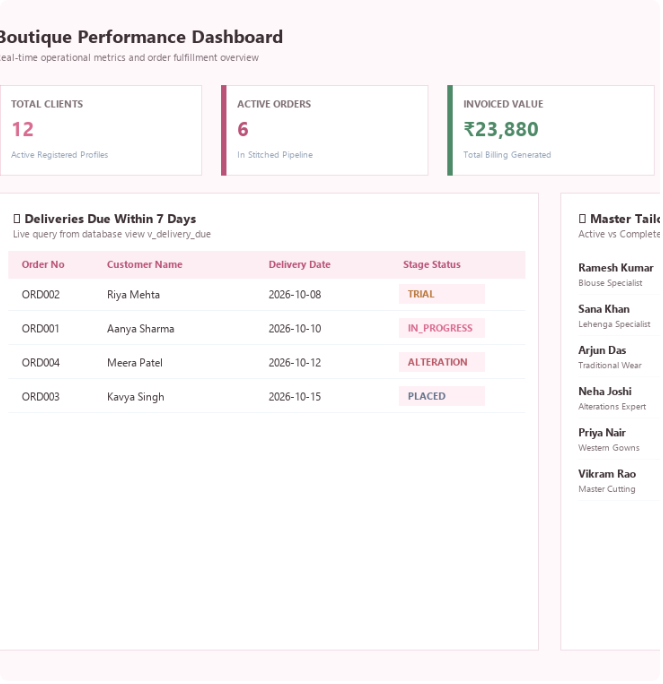 Boutique Performance Dashboard
eal-time operational metrics and order fulfillment overview
TOTAL CLIENTS
12
Active Registered Profiles
ACTIVE ORDERS
6
In Stitched Pipeline
INVOICED VALUE
₹23,880
Total Billing Generated
Deliveries Due Within 7 Days
Live query from database view v_delivery_due
Order No Customer Name Delivery Date Stage Status
ORD002 Riya Mehta 2026-10-08 TRIAL
ORD001 Aanya Sharma 2026-10-10 IN_PROGRESS
ORD004 Meera Patel 2026-10-12 ALTERATION
ORD003 Kavya Singh 2026-10-15 PLACED
Master Tailo
Active vs Complete
Ramesh Kumar
Blouse Specialist
Sana Khan
Lehenga Specialist
Arjun Das
Traditional Wear
Neha Joshi
Alterations Expert
Priya Nair
Western Gowns
Vikram Rao
Master Cutting